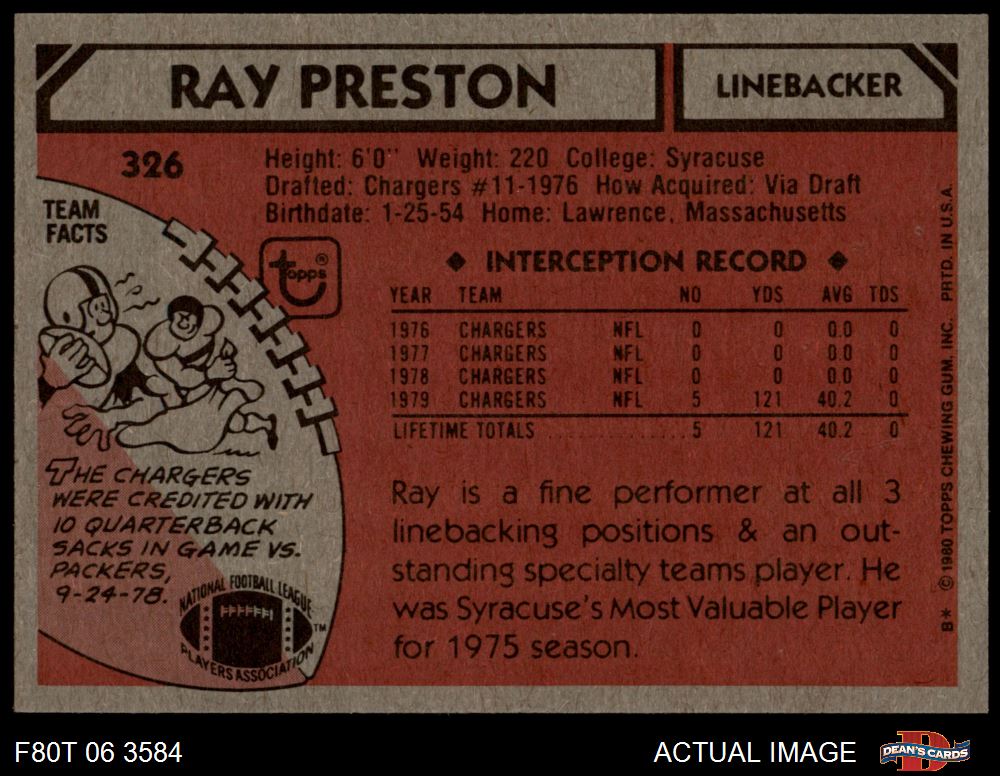 RAY PRESTON
LINEBACKER
326
Height: 6'0" Weight: 220 College: Syracuse
Drafted: Chargers #11-1976 How Acquired: Via Draft
Birthdate: 1-25-54 Home: Lawrence, Massachusetts
TEAM
FACTS
topps®
◆ INTERCEPTION RECORD ◆
YEAR TEAM NO YDS AVG TDS
1976 CHARGERS NFL 0 0 0.0 0
1977 CHARGERS NFL 0 0 0.0 0
1978 CHARGERS NFL 0 0 0.0 0
1979 CHARGERS NFL 5 121 40.2 0
LIFETIME TOTALS ............... 5 121 40.2 0
THE CHARGERS
WERE CREDITED WITH
10 QUARTERBACK
SACKS IN GAME VS.
PACKERS,
9-24-78.
NATIONAL FOOTBALL LEAGUE
PLAYERS ASSOCIATION
TM
Ray is a fine performer at all 3
linebacking positions & an out-
standing specialty teams player. He
was Syracuse's Most Valuable Player
for 1975 season.
B* © 1980 TOPPS CHEWING GUM, INC. PRTD. IN U.S.A.
F80T 06 3584
ACTUAL IMAGE
D
DEAN'S CARDS